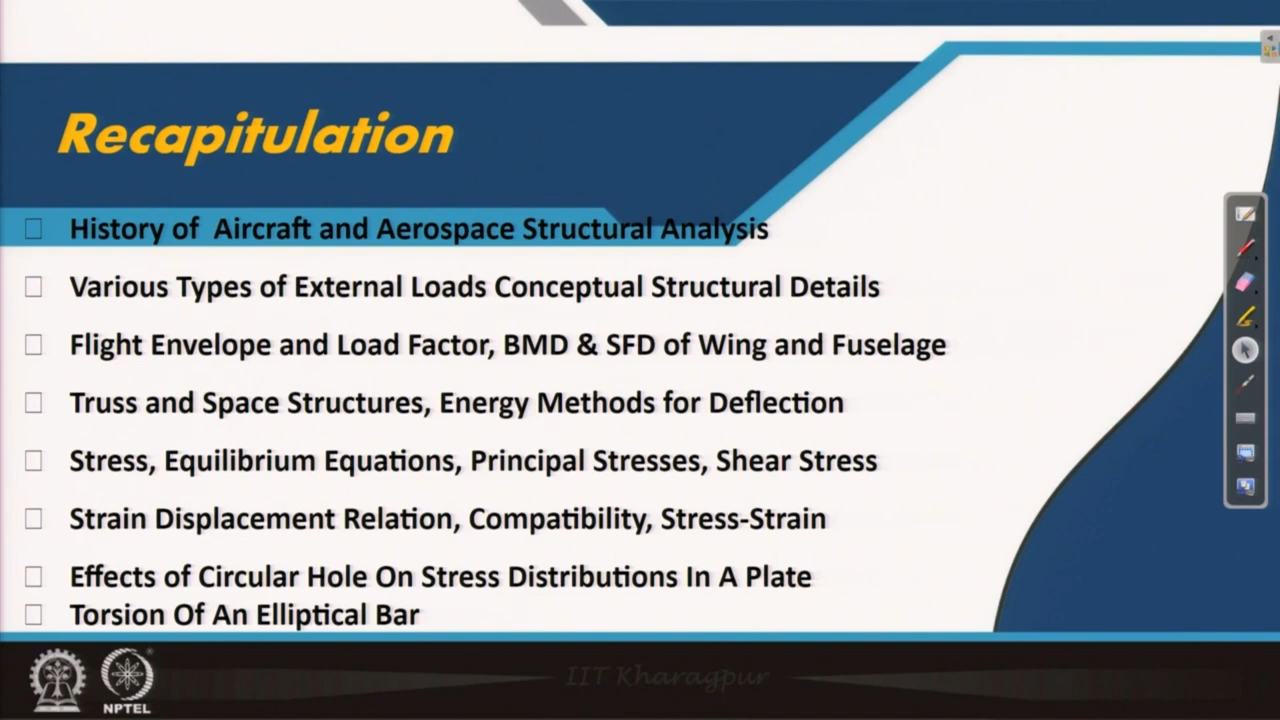 Recapitulation
History of Aircraft and Aerospace Structural Analysis
Various Types of External Loads Conceptual Structural Details
Flight Envelope and Load Factor, BMD & SFD of Wing and Fuselage
Truss and Space Structures, Energy Methods for Deflection
Stress, Equilibrium Equations, Principal Stresses, Shear Stress
Strain Displacement Relation, Compatibility, Stress-Strain
Effects of Circular Hole On Stress Distributions In A Plate
Torsion Of An Elliptical Bar
IIT Kharagpur
NPTEL